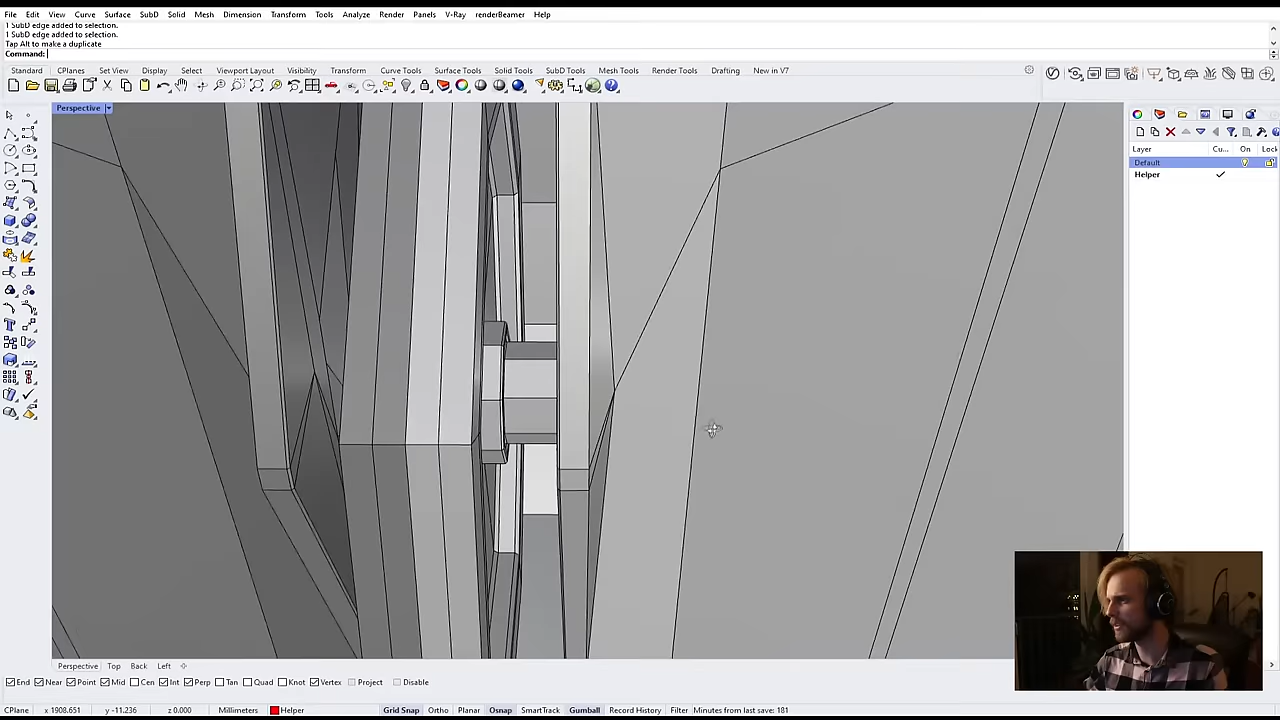 File Edit View Curve Surface SubD Solid Mesh Dimension Transform Tools Analyze Render Panels V-Ray renderBeamer Help
1 SubD edge added to selection.
1 SubD edge added to selection.
Tap Alt to make a duplicate
Command:
Standard CPlanes Set View Display Select Viewport Layout Visibility Transform Curve Tools Surface Tools Solid Tools SubD Tools Mesh Tools Render Tools Drafting New in V7
Perspective
Layer Cu... On Lock
Default
Helper
Perspective Top Back Left
End Near Point Mid Cen Int Perp Tan Quad Knot Vertex Project Disable
CPlane x 1908.651 y -11.236 z 0.000 Millimeters Helper Grid Snap Ortho Planar Osnap SmartTrack Gumball Record History Filter Minutes from last save: 181